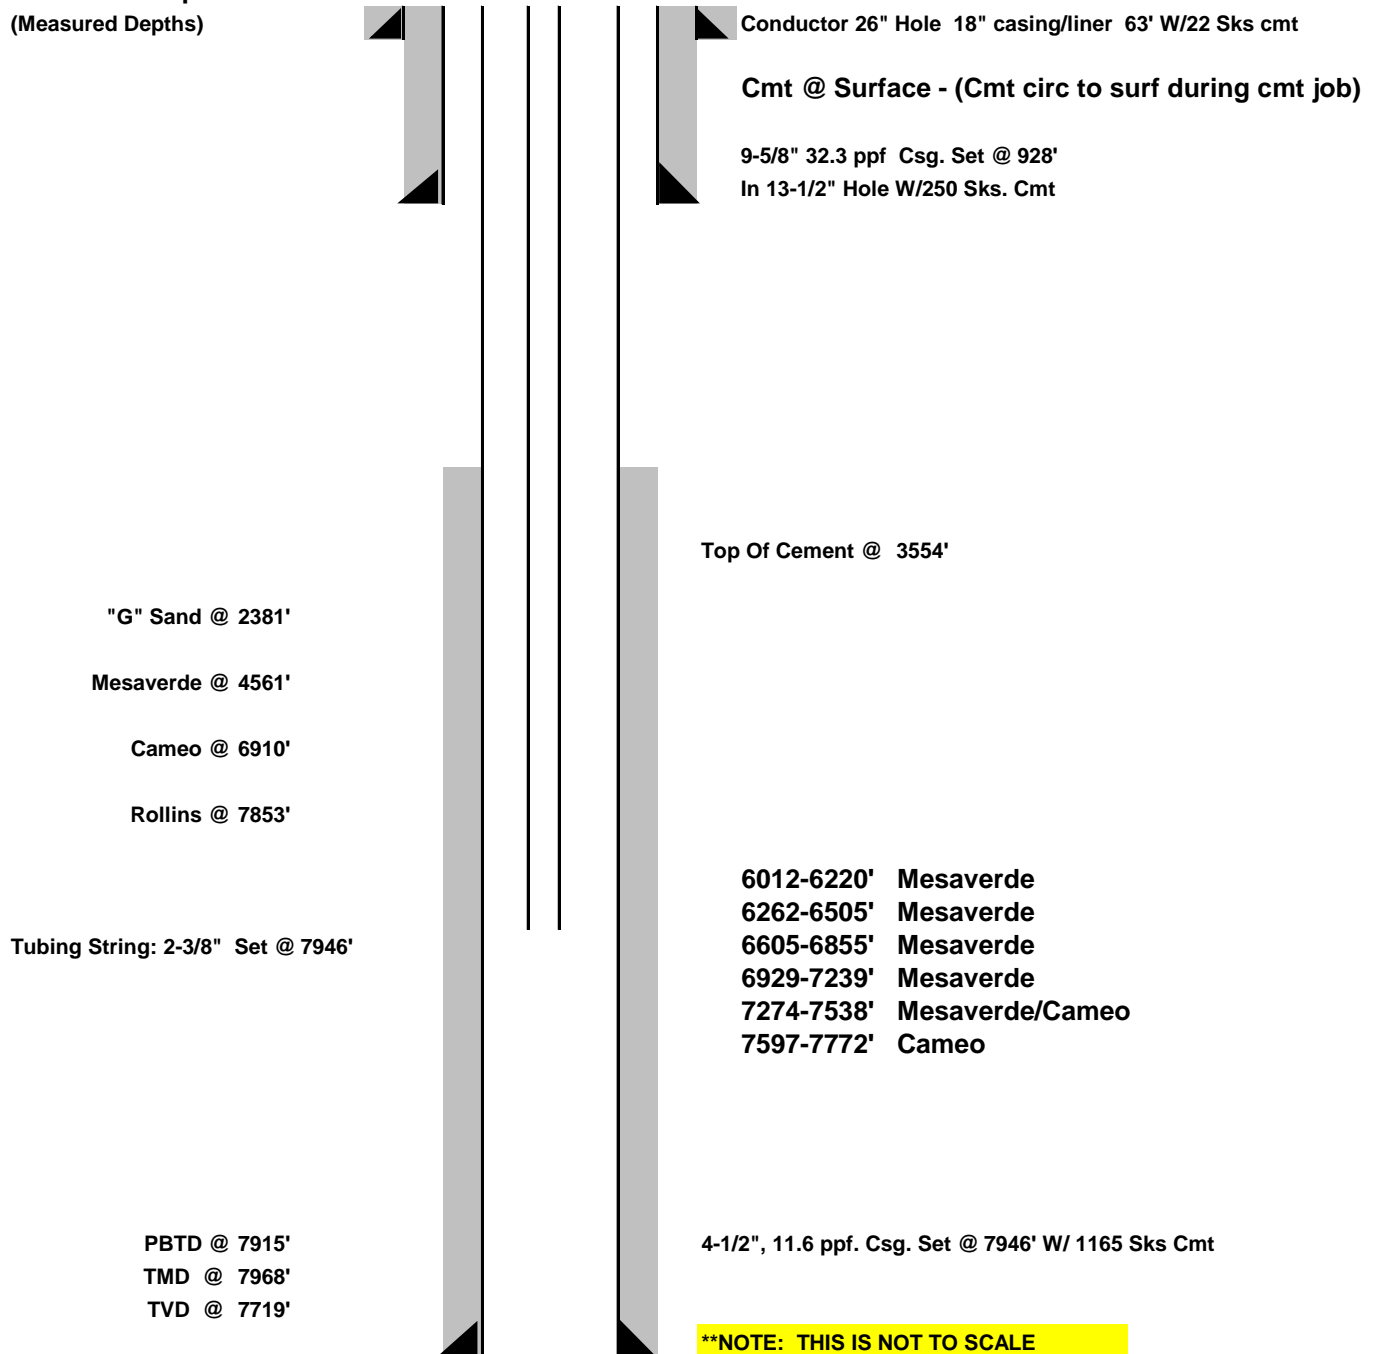 (Measured Depths)
Conductor 26" Hole 18" casing/liner 63' W/22 Sks cmt
Cmt @ Surface - (Cmt circ to surf during cmt job)
9-5/8" 32.3 ppf Csg. Set @ 928'
In 13-1/2" Hole W/250 Sks. Cmt
Top Of Cement @ 3554'
"G" Sand @ 2381'
Mesaverde @ 4561'
Cameo @ 6910'
Rollins @ 7853'
6012-6220' Mesaverde
6262-6505' Mesaverde
6605-6855' Mesaverde
6929-7239' Mesaverde
7274-7538' Mesaverde/Cameo
7597-7772' Cameo
Tubing String: 2-3/8" Set @ 7946'
PBTD @ 7915'
TMD @ 7968'
TVD @ 7719'
4-1/2", 11.6 ppf. Csg. Set @ 7946' W/ 1165 Sks Cmt
**NOTE: THIS IS NOT TO SCALE